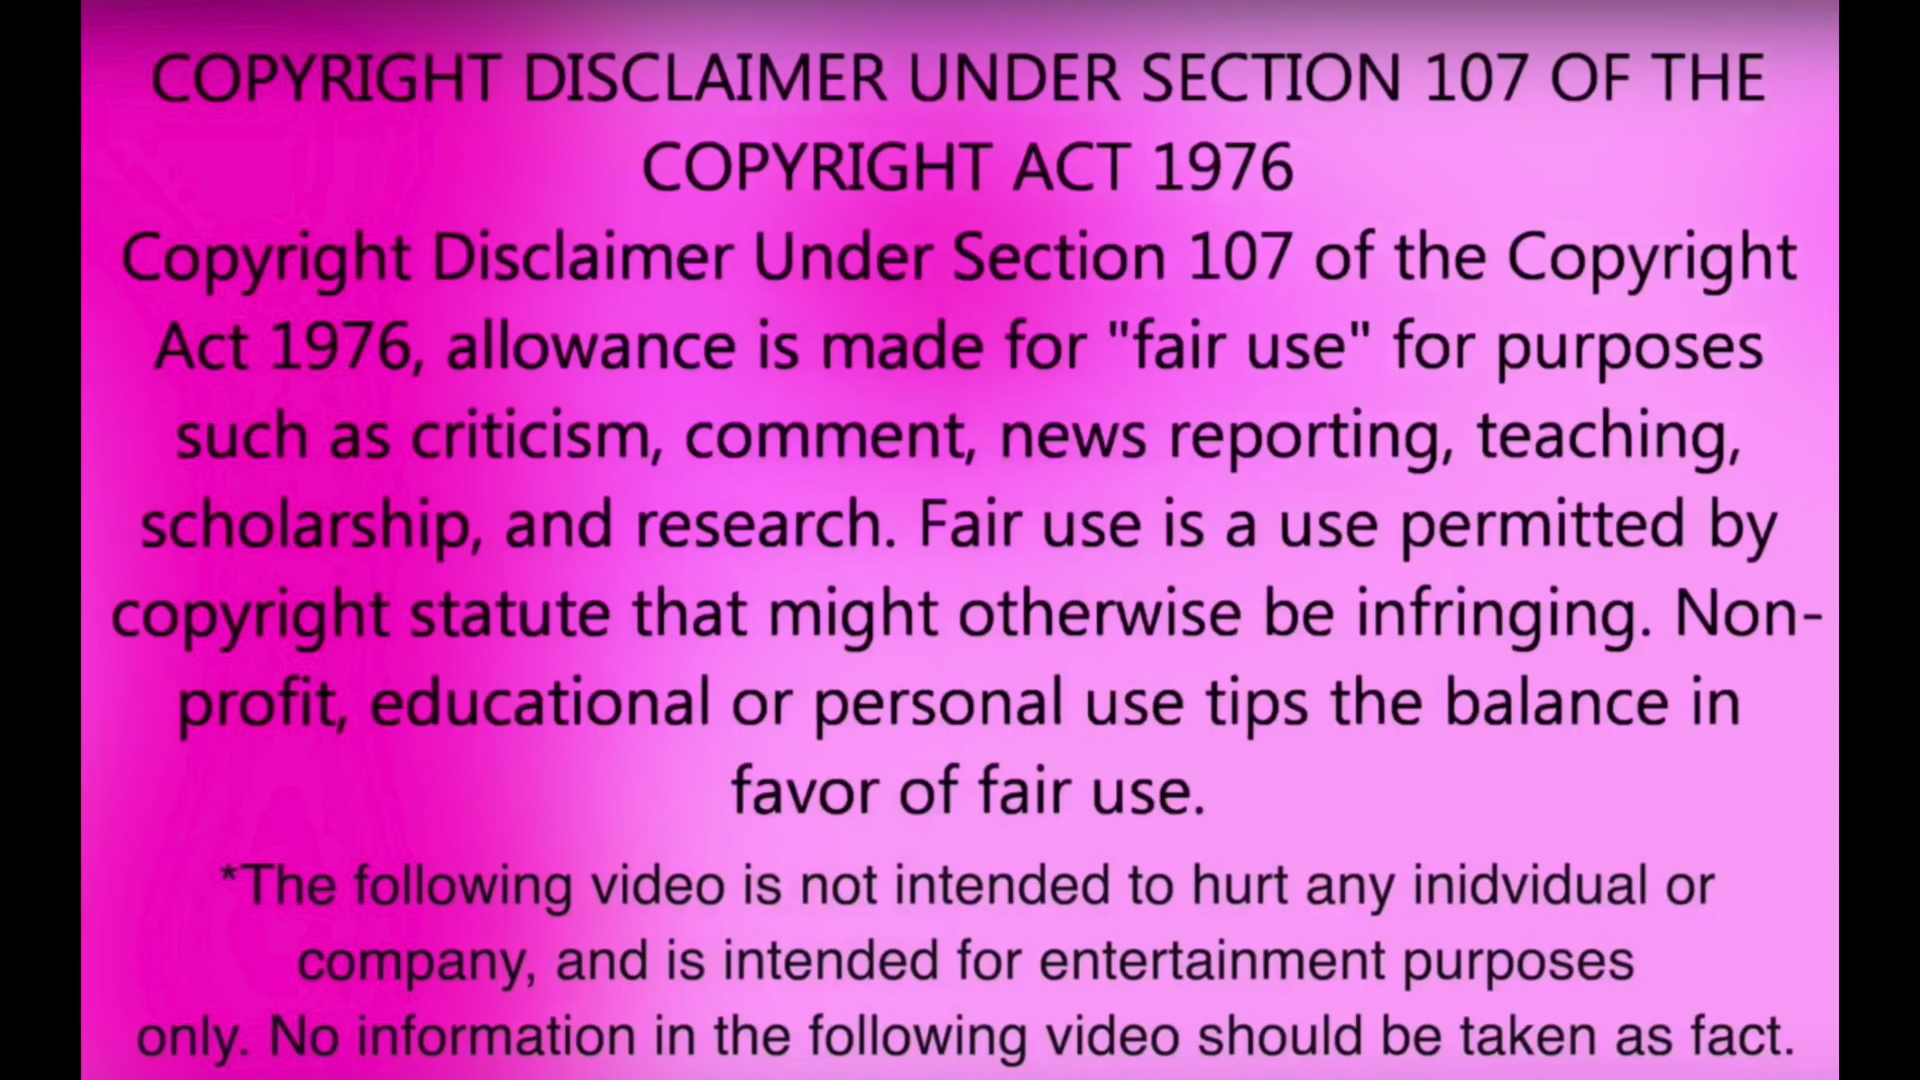 COPYRIGHT DISCLAIMER UNDER SECTION 107 OF THE
COPYRIGHT ACT 1976
Copyright Disclaimer Under Section 107 of the Copyright
Act 1976, allowance is made for "fair use" for purposes
such as criticism, comment, news reporting, teaching,
scholarship, and research. Fair use is a use permitted by
copyright statute that might otherwise be infringing. Non-
profit, educational or personal use tips the balance in
favor of fair use.
*The following video is not intended to hurt any inidvidual or
company, and is intended for entertainment purposes
only. No information in the following video should be taken as fact.